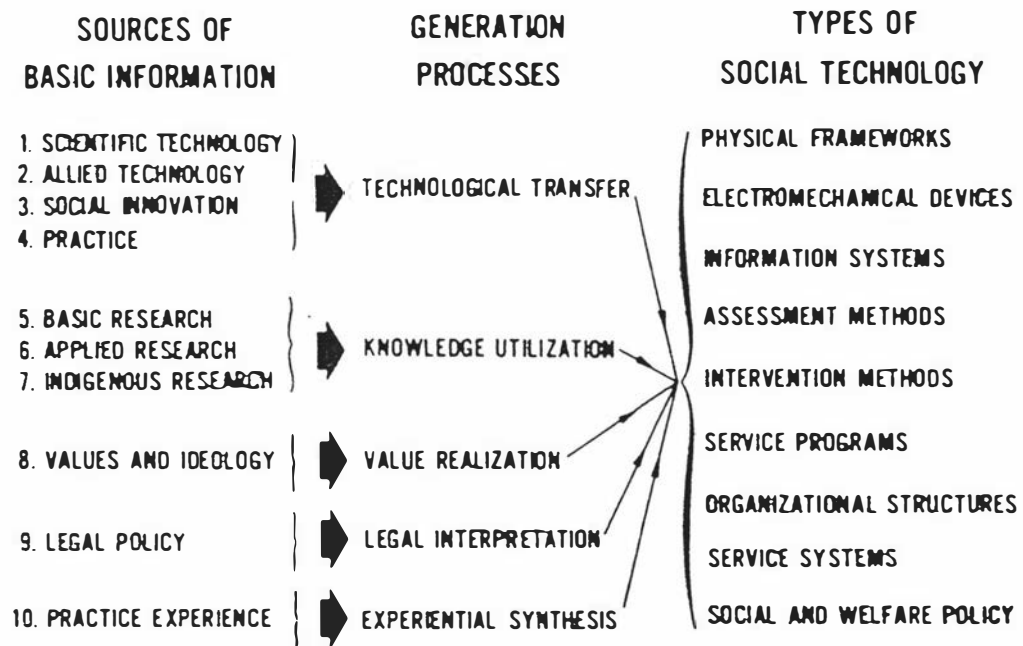 SOURCES OF
BASIC INFORMATION
GENERATION
PROCESSES
TYPES OF
SOCIAL TECHNOLOGY
1. SCIENTIFIC TECHNOLOGY
2. ALLIED TECHNOLOGY
3. SOCIAL INNOVATION
4. PRACTICE
5. BASIC RESEARCH
6. APPLIED RESEARCH
7. INDIGENOUS RESEARCH
8. VALUES AND IDEOLOGY
9. LEGAL POLICY
10. PRACTICE EXPERIENCE
TECHNOLOGICAL TRANSFER
KNOWLEDGE UTILIZATION
VALUE REALIZATION
LEGAL INTERPRETATION
EXPERIENTIAL SYNTHESIS
PHYSICAL FRAMEWORKS
ELECTROMECHANICAL DEVICES
INFORMATION SYSTEMS
ASSESSMENT METHODS
INTERVENTION METHODS
SERVICE PROGRAMS
ORGANIZATIONAL STRUCTURES
SERVICE SYSTEMS
SOCIAL AND WELFARE POLICY